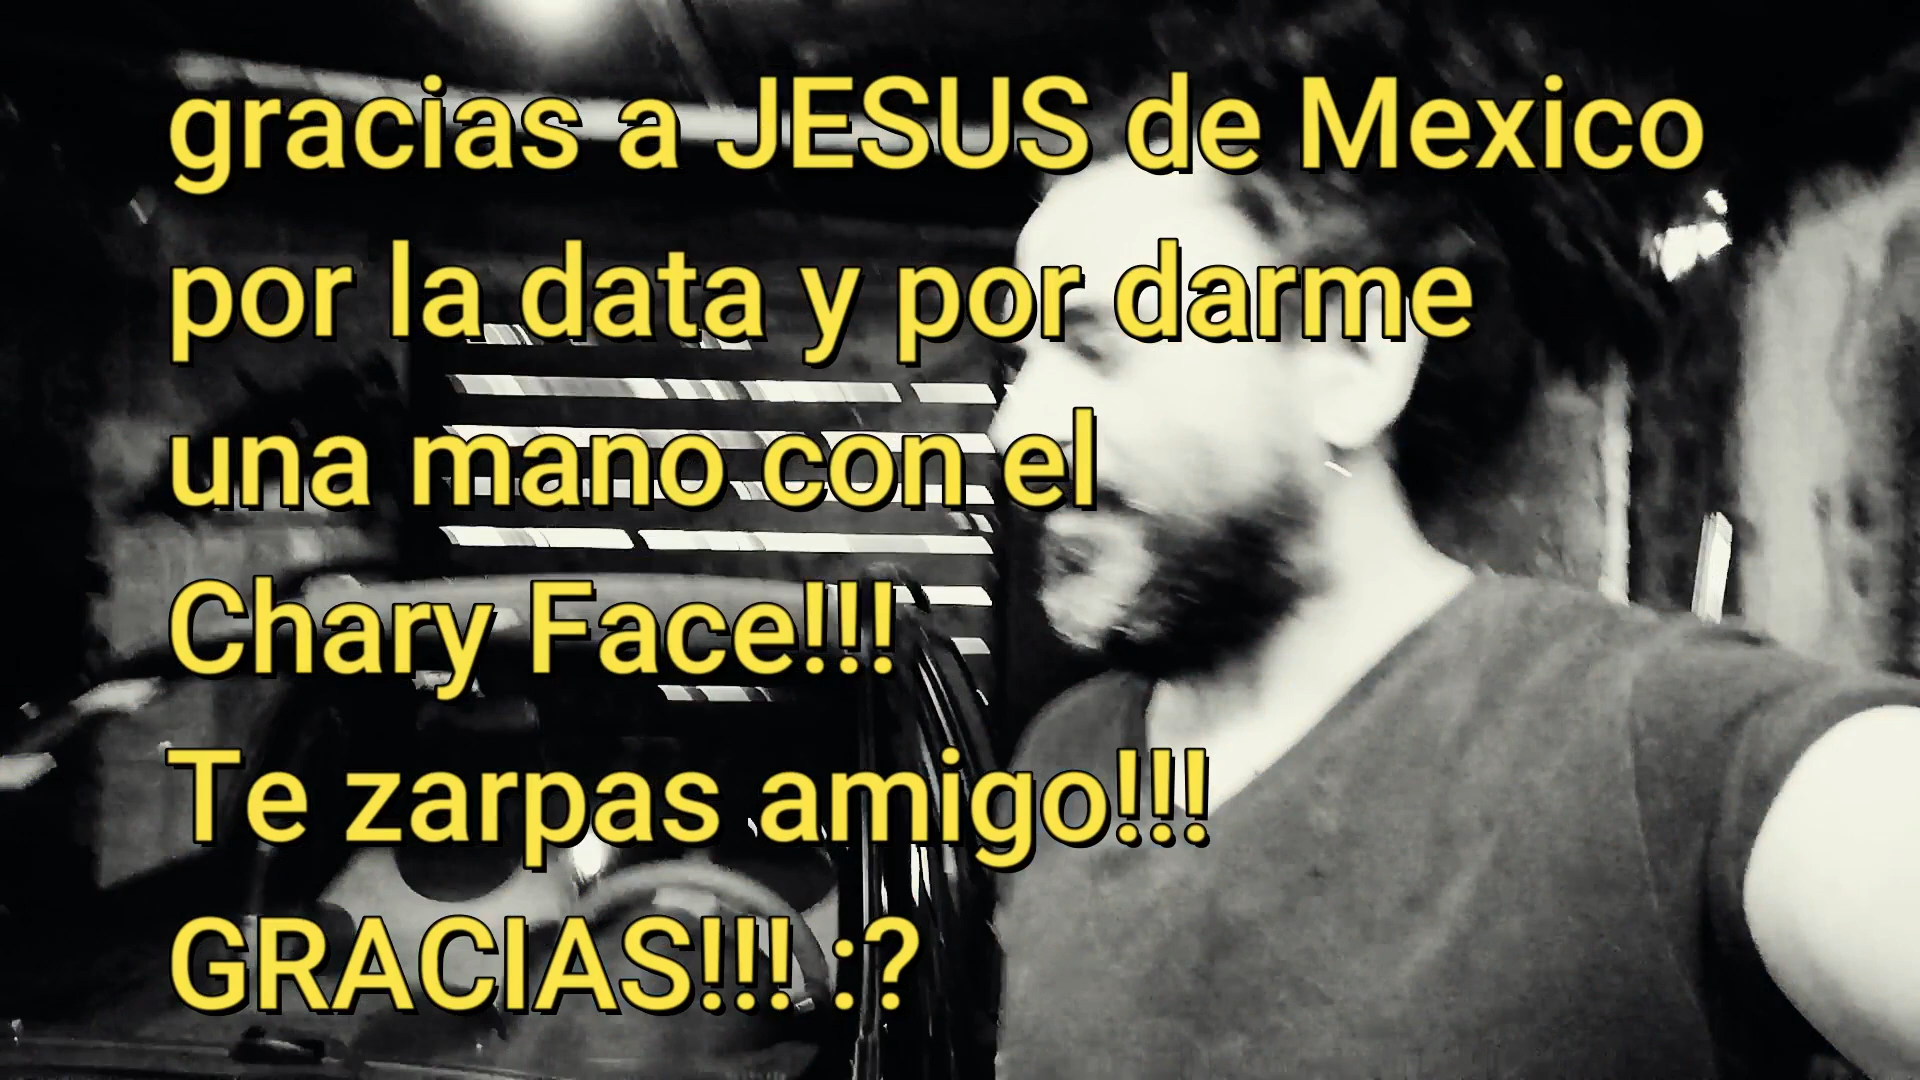 gracias a JESUS de Mexico
por la data y por darme
una mano con el
Chary Face!!!
Te zarpas amigo!!!
GRACIAS!!! :?